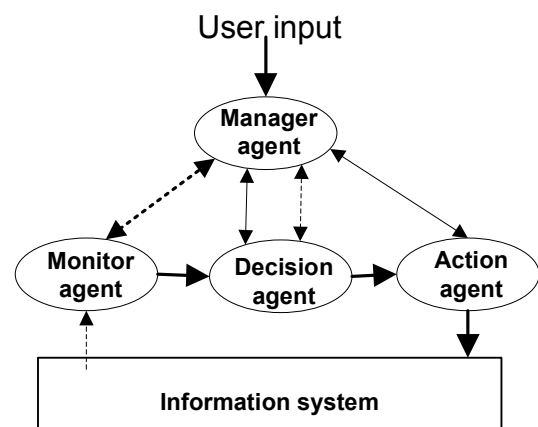 User input
Manager
agent
Monitor
agent
Decision
agent
Action
agent
Information system